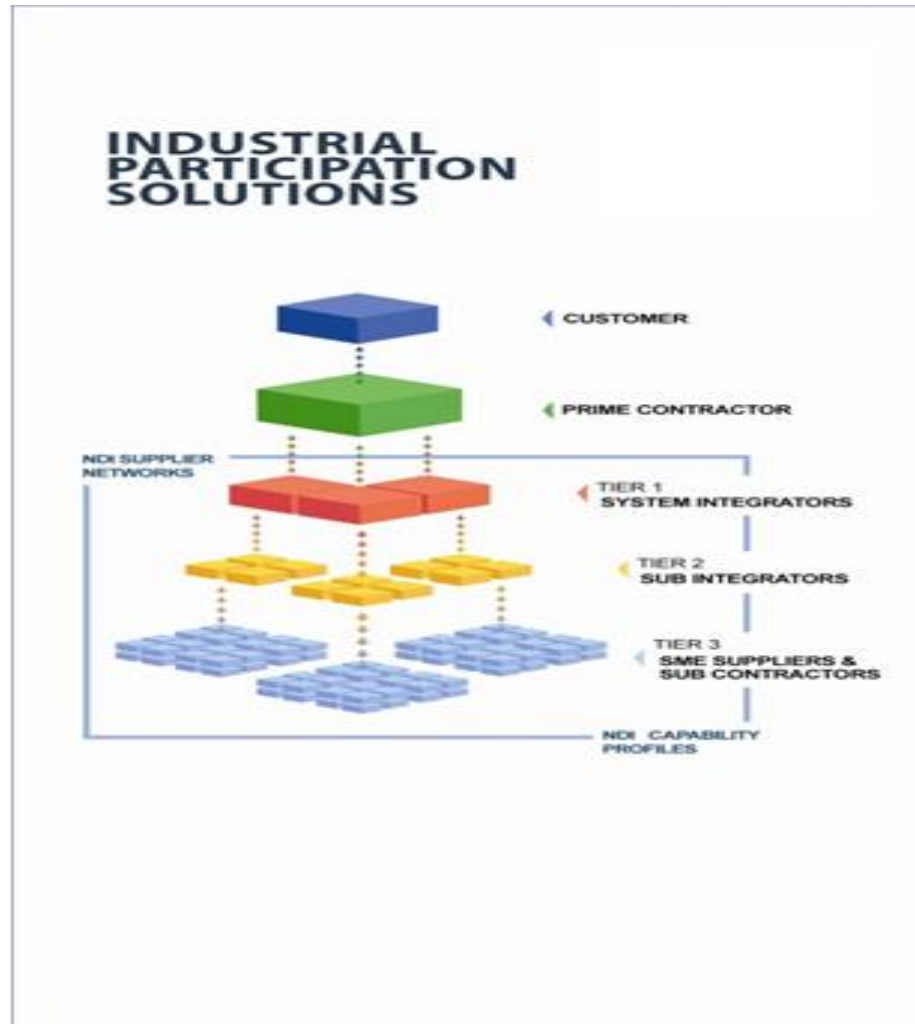 INDUSTRIAL
PARTICIPATION
SOLUTIONS
CUSTOMER
PRIME CONTRACTOR
NDI SUPPLIER
NETWORKS
TIER 1
SYSTEM INTEGRATORS
TIER 2
SUB INTEGRATORS
TIER 3
SME SUPPLIERS &
SUB CONTRACTORS
NDI CAPABILITY
PROFILES